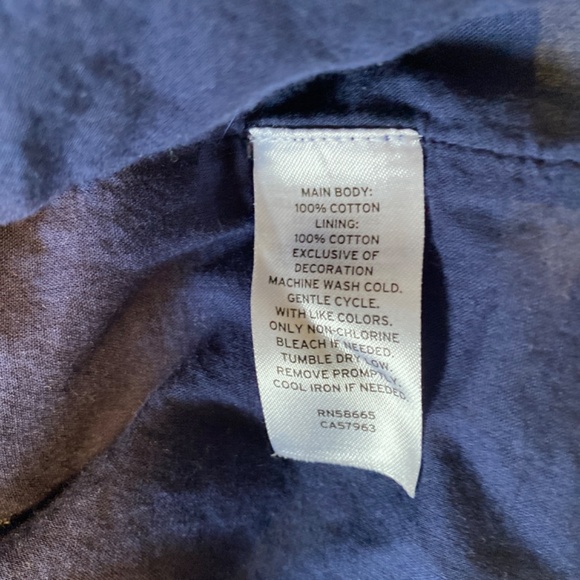 MAIN BODY:
100% COTTON
LINING:
100% COTTON
EXCLUSIVE OF
DECORATION
MACHINE WASH COLD.
GENTLE CYCLE.
WITH LIKE COLORS.
ONLY NON-CHLORINE
BLEACH IF NEEDED.
TUMBLE DRY LOW.
REMOVE PROMPTLY.
COOL IRON IF NEEDED.
RN58665
CA57963